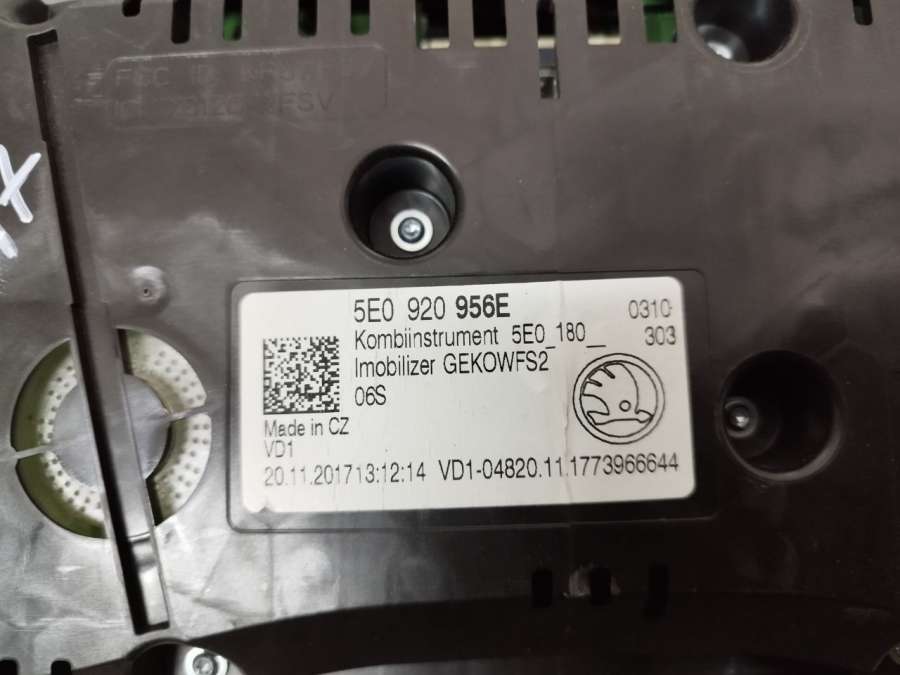 5E0 920 956E
0310
Kombiinstrument 5E0_180__
303
Imobilizer GEKOWFS2
06S
Made in CZ
VD1
20.11.2017 13:12:14 VD1-04820.11.1773966644
X